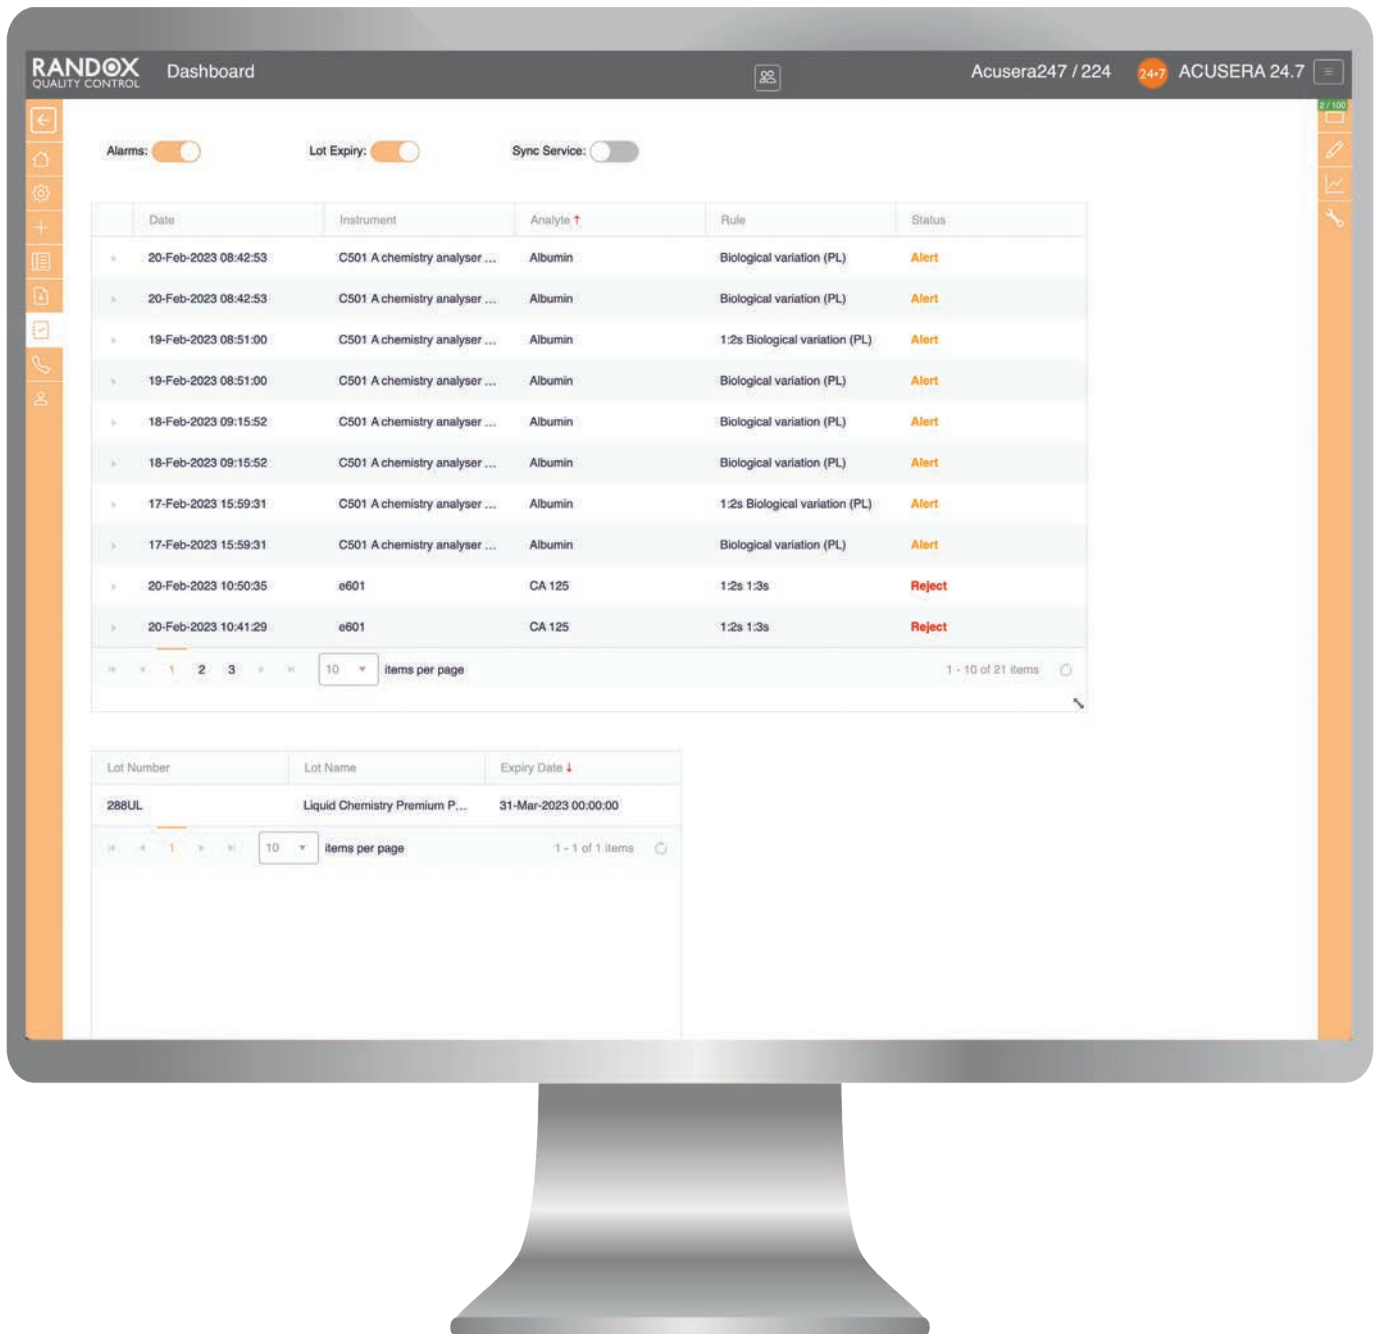 RANDOX
QUALITY CONTROL
Dashboard
Acusera247 / 224
24•7
ACUSERA 24.7
2 / 100
Alarms:
Lot Expiry:
Sync Service:
Date Instrument Analyte ↑ Rule Status
20-Feb-2023 08:42:53 C501 A chemistry analyser ... Albumin Biological variation (PL) Alert
20-Feb-2023 08:42:53 C501 A chemistry analyser ... Albumin Biological variation (PL) Alert
19-Feb-2023 08:51:00 C501 A chemistry analyser ... Albumin 1:2s Biological variation (PL) Alert
19-Feb-2023 08:51:00 C501 A chemistry analyser ... Albumin Biological variation (PL) Alert
18-Feb-2023 09:15:52 C501 A chemistry analyser ... Albumin Biological variation (PL) Alert
18-Feb-2023 09:15:52 C501 A chemistry analyser ... Albumin Biological variation (PL) Alert
17-Feb-2023 15:59:31 C501 A chemistry analyser ... Albumin 1:2s Biological variation (PL) Alert
17-Feb-2023 15:59:31 C501 A chemistry analyser ... Albumin Biological variation (PL) Alert
20-Feb-2023 10:50:35 e601 CA 125 1:2s 1:3s Reject
20-Feb-2023 10:41:29 e601 CA 125 1:2s 1:3s Reject
1 2 3 10 items per page 1 - 10 of 21 items
Lot Number Lot Name Expiry Date ↓
288UL Liquid Chemistry Premium P... 31-Mar-2023 00:00:00
1 10 items per page 1 - 1 of 1 items